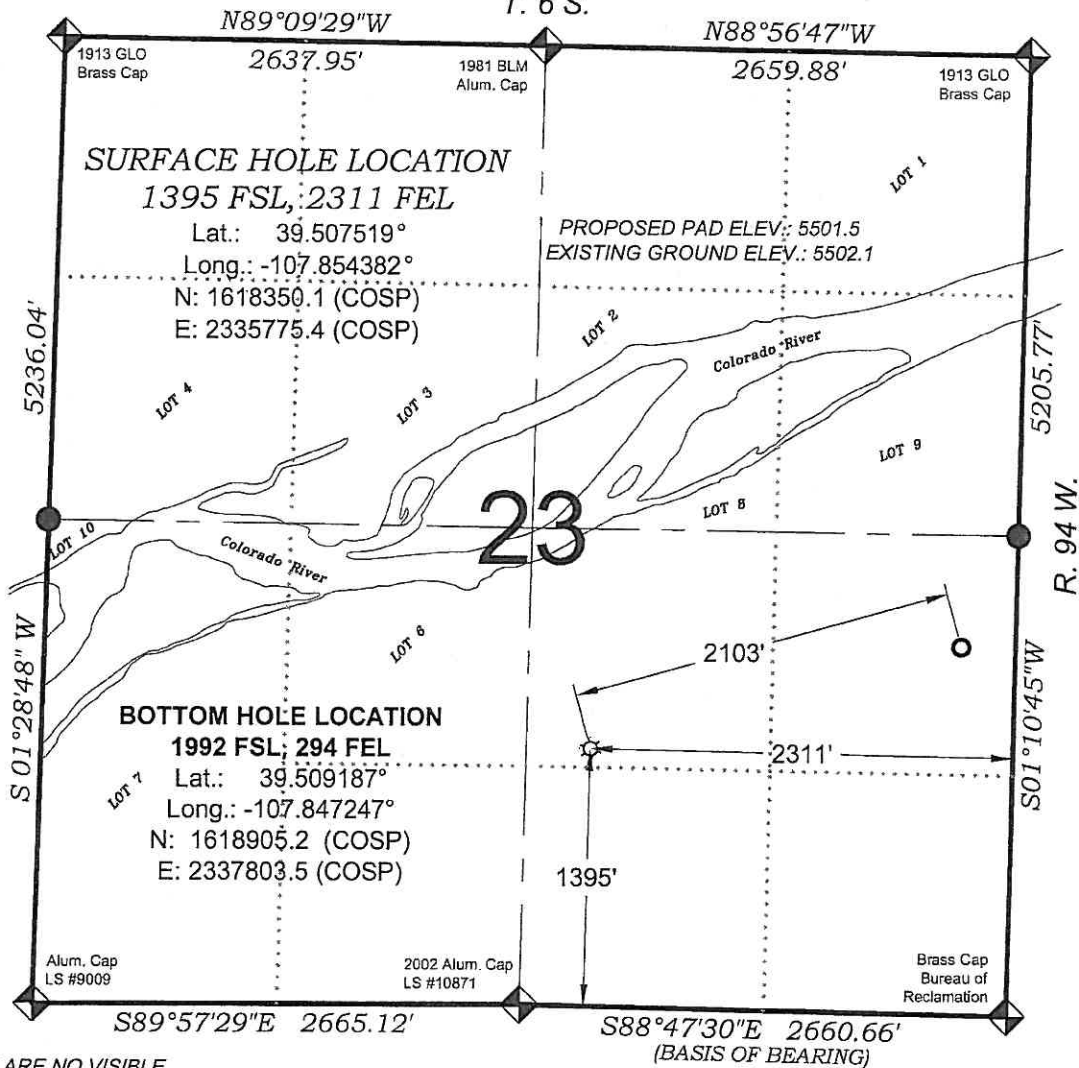 T. 6 S.
N89°09'29"W
N88°56'47"W
1913 GLO
Brass Cap
2637.95'
1981 BLM
Alum. Cap
2659.88'
1913 GLO
Brass Cap
SURFACE HOLE LOCATION
1395 FSL, 2311 FEL
Lat.: 39.507519°
Long.: -107.854382°
N: 1618350.1 (COSP)
E: 2335775.4 (COSP)
LOT 1
PROPOSED PAD ELEV.: 5501.5
EXISTING GROUND ELEV.: 5502.1
5236.04'
LOT 2
Colorado River
LOT 4
LOT 3
5205.77'
LOT 9
LOT 8
23
R. 94 W.
LOT 10
Colorado River
LOT 6
2103'
S 01°28'48" W
BOTTOM HOLE LOCATION
1992 FSL, 294 FEL
Lat.: 39.509187°
Long.: -107.847247°
N: 1618905.2 (COSP)
E: 2337803.5 (COSP)
LOT 7
2311'
S01°10'45"W
1395'
Alum. Cap
LS #9009
2002 Alum. Cap
LS #10871
Brass Cap
Bureau of
Reclamation
S89°57'29"E 2665.12'
S88°47'30"E 2660.66'
(BASIS OF BEARING)
ARE NO VISIBLE